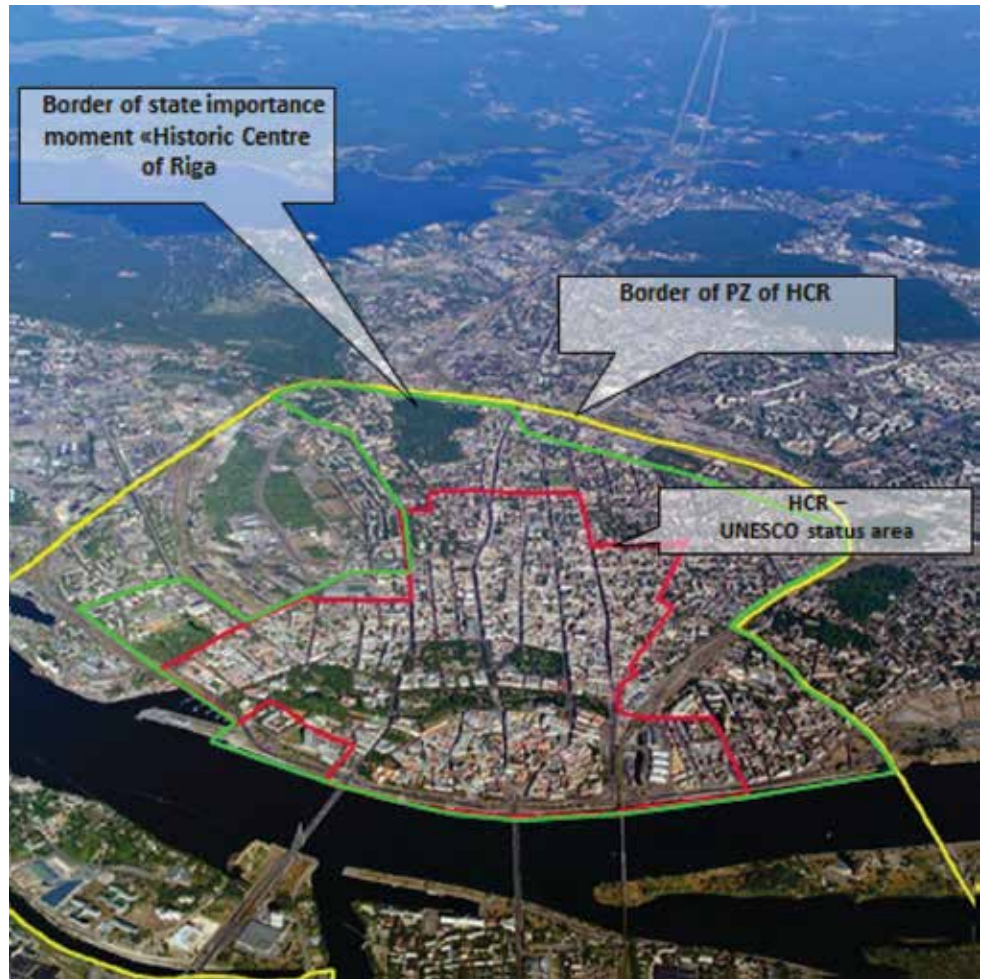 Border of state importance
moment «Historic Centre
of Riga
Border of PZ of HCR
HCR –
UNESCO status area